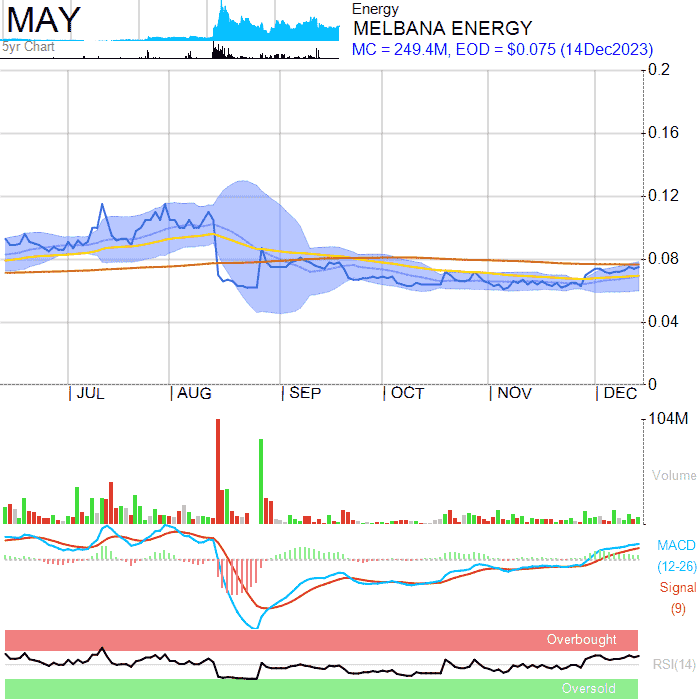 MAY
5yr Chart
Energy
MELBANA ENERGY
MC = 249.4M, EOD = $0.075 (14Dec2023)
0.2
0.16
0.12
0.08
0.04
0
JUL AUG SEP OCT NOV DEC
104M
Volume
MACD
(12-26)
Signal
(9)
Overbought
RSI(14)
Oversold